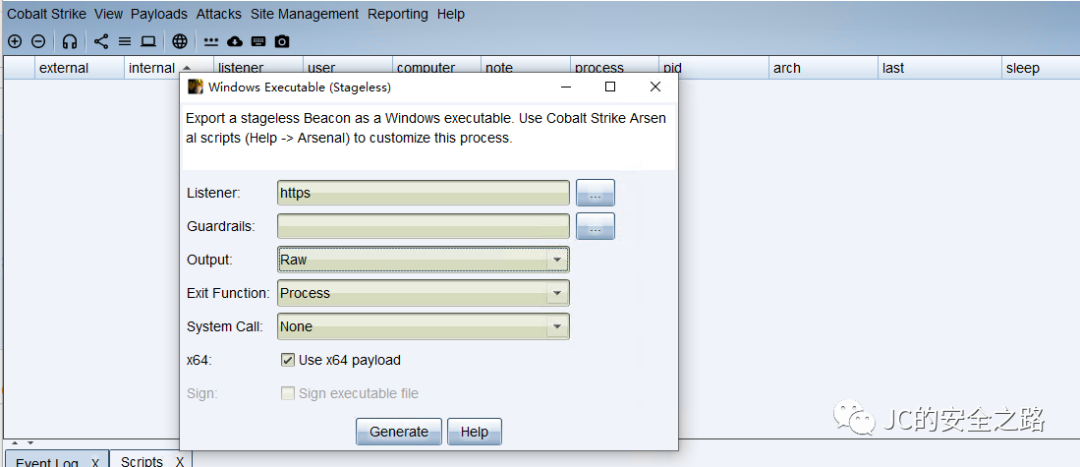 Cobalt Strike View Payloads Attacks Site Management Reporting Help
external internal listener user computer note process pid arch last sleep
Windows Executable (Stageless)
Export a stageless Beacon as a Windows executable. Use Cobalt Strike Arsen
al scripts (Help -> Arsenal) to customize this process.
Listener: https ...
Guardrails: ...
Output: Raw
Exit Function: Process
System Call: None
x64: Use x64 payload
Sign: Sign executable file
Generate Help
JC的安全之路
Event Log X Scripts X